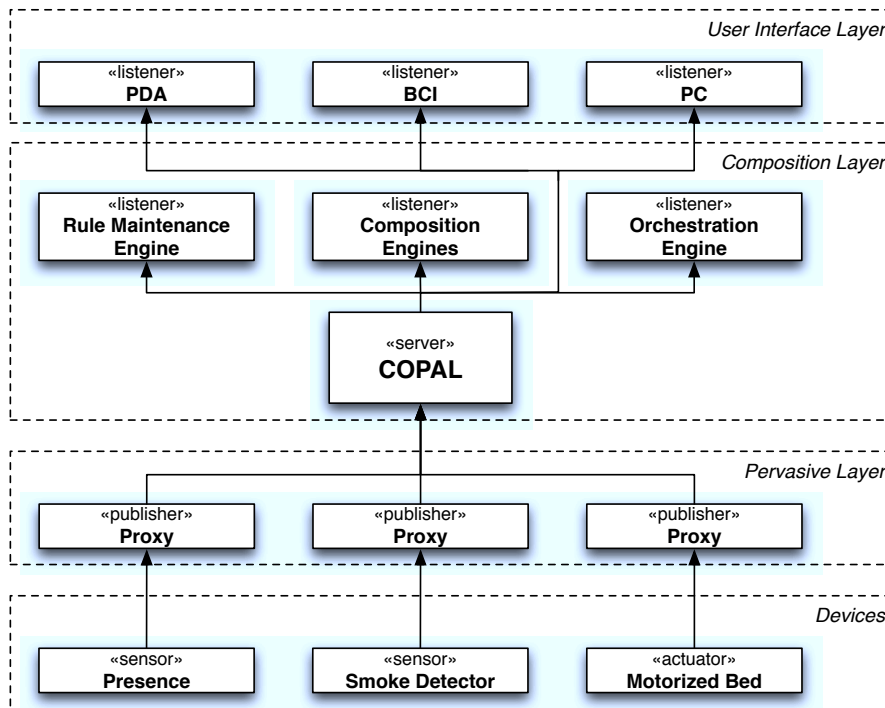 User Interface Layer
«listener»
PDA
«listener»
BCI
«listener»
PC
Composition Layer
«listener»
Rule Maintenance
Engine
«listener»
Composition
Engines
«listener»
Orchestration
Engine
«server»
COPAL
Pervasive Layer
«publisher»
Proxy
«publisher»
Proxy
«publisher»
Proxy
Devices
«sensor»
Presence
«sensor»
Smoke Detector
«actuator»
Motorized Bed